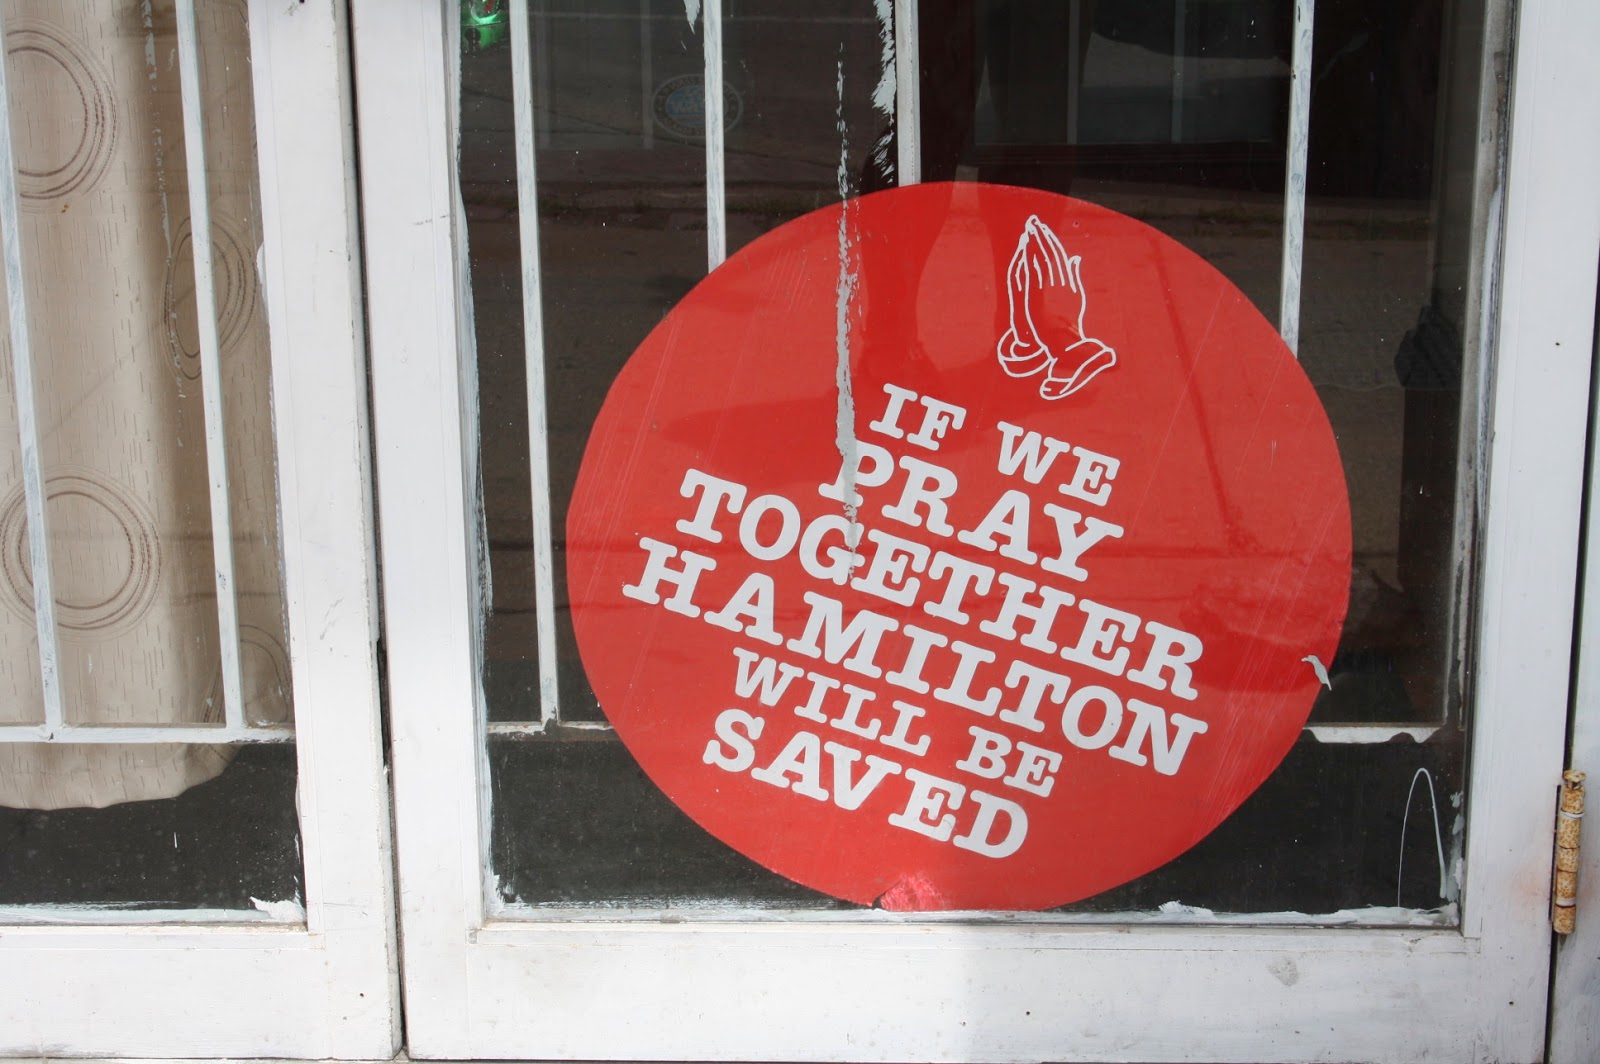 IF WE
PRAY
TOGETHER
HAMILTON
WILL BE
SAVED